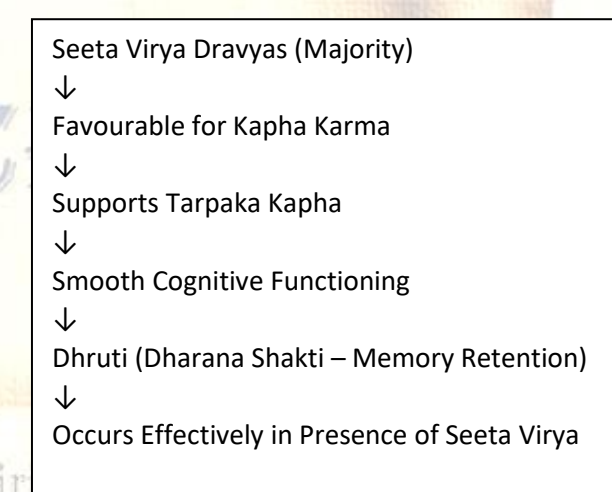 Seeta Virya Dravyas (Majority)
↓
Favourable for Kapha Karma
↓
Supports Tarpaka Kapha
↓
Smooth Cognitive Functioning
↓
Dhruti (Dharana Shakti – Memory Retention)
↓
Occurs Effectively in Presence of Seeta Virya